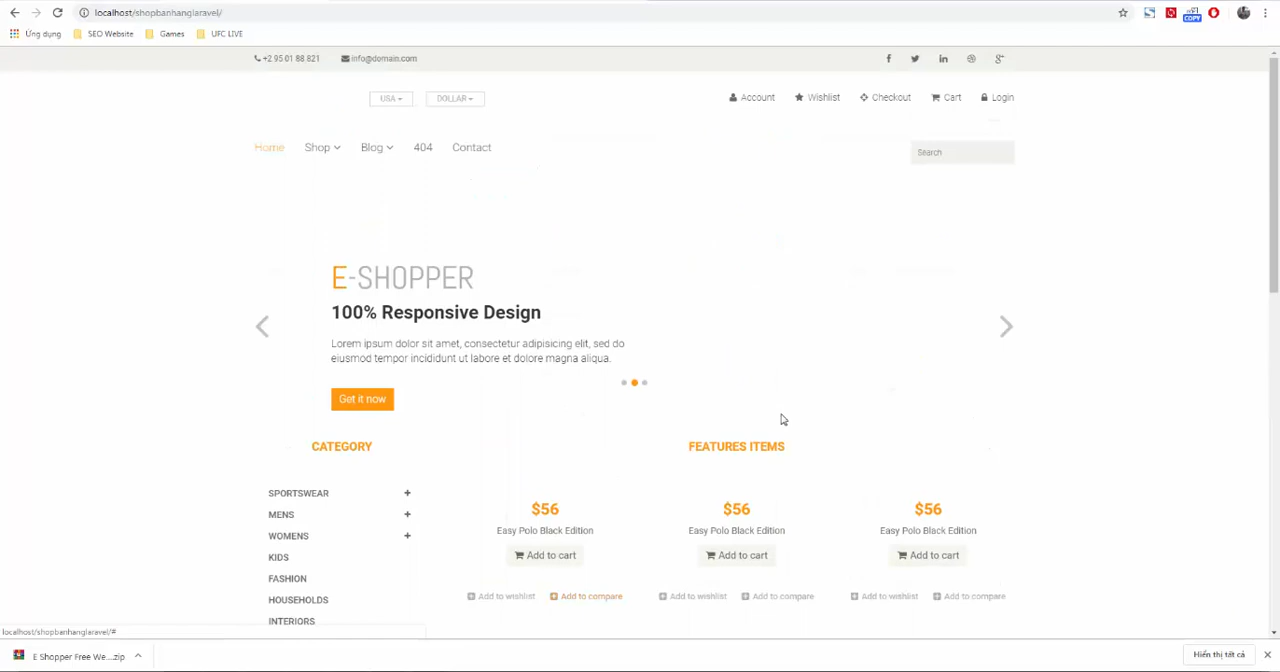 localhost/shopbanhanglaravel/
Ứng dụng SEO Website Games UFC LIVE
COPY
+2 95 01 88 821 info@domain.com
USA DOLLAR Account Wishlist Checkout Cart Login
Home Shop Blog 404 Contact Search
E-SHOPPER
100% Responsive Design
Lorem ipsum dolor sit amet, consectetur adipisicing elit, sed do
eiusmod tempor incididunt ut labore et dolore magna aliqua.
Get it now
CATEGORY FEATURES ITEMS
SPORTSWEAR
MENS
WOMENS
KIDS
FASHION
HOUSEHOLDS
INTERIORS
$56 $56 $56
Easy Polo Black Edition Easy Polo Black Edition Easy Polo Black Edition
Add to cart Add to cart Add to cart
Add to wishlist Add to compare Add to wishlist Add to compare Add to wishlist Add to compare
localhost/shopbanhanglaravel/#
E Shopper Free We....zip Hiển thị tất cả